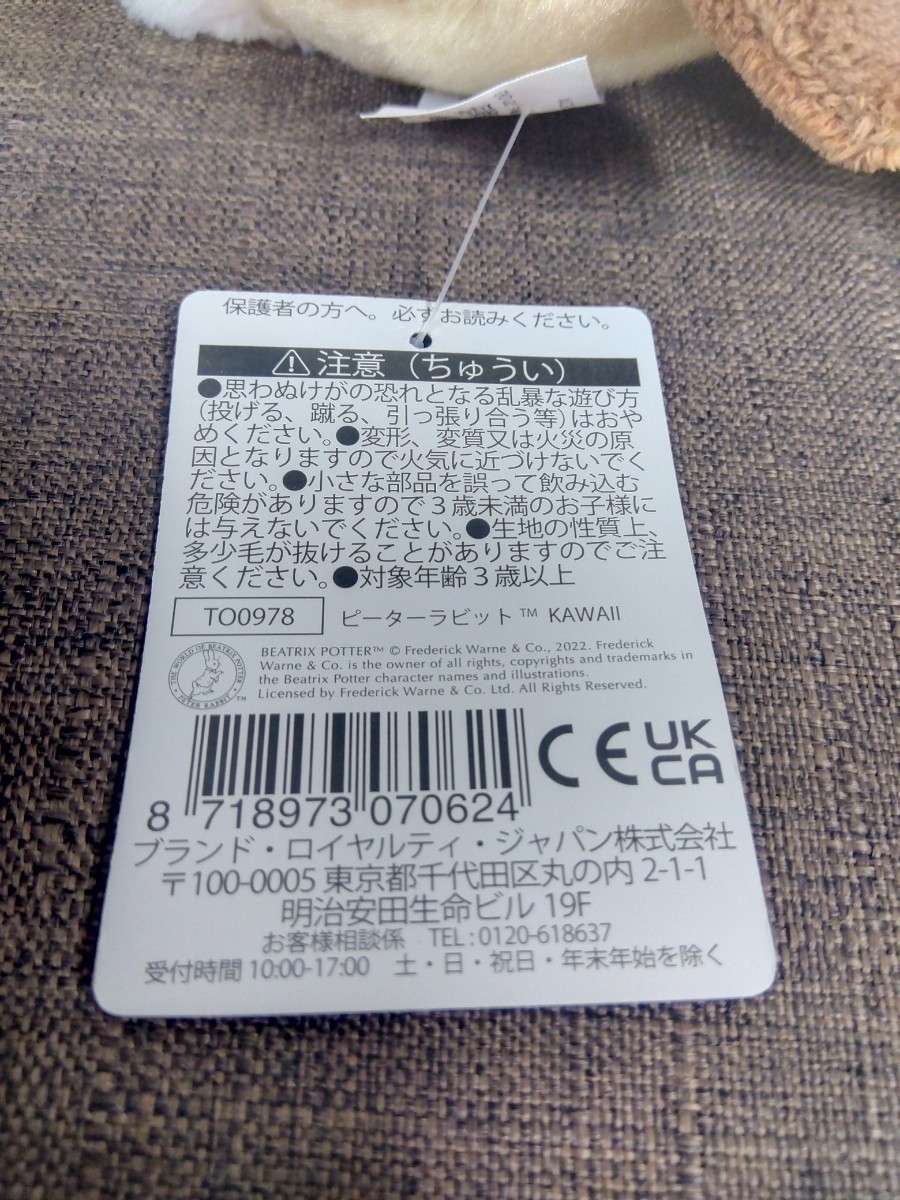 保護者の方へ。必ずお読みください。
注意（ちゅうい）
●思わぬけがの恐れとなる乱暴な遊び方
（投げる、蹴る、引っ張り合う等）はおや
めください。●変形、変質又は火災の原
因となりますので火気に近づけないでく
ださい。●小さな部品を誤って飲み込む
危険がありますので３歳未満のお子様に
は与えないでください。●生地の性質上、
多少毛が抜けることがありますのでご注
意ください。●対象年齢３歳以上
TO0978 ピーターラビット™ KAWAII
THE WORLD OF BEATRIX POTTER
PETER RABBIT™
BEATRIX POTTER™ © Frederick Warne & Co., 2022. Frederick
Warne & Co. is the owner of all rights, copyrights and trademarks in
the Beatrix Potter character names and illustrations.
Licensed by Frederick Warne & Co. Ltd. All Rights Reserved.
CE UK
CA
8 718973 070624
ブランド・ロイヤルティ・ジャパン株式会社
〒100-0005 東京都千代田区丸の内 2-1-1
明治安田生命ビル 19F
お客様相談係 TEL : 0120-618637
受付時間 10:00-17:00 土・日・祝日・年末年始を除く